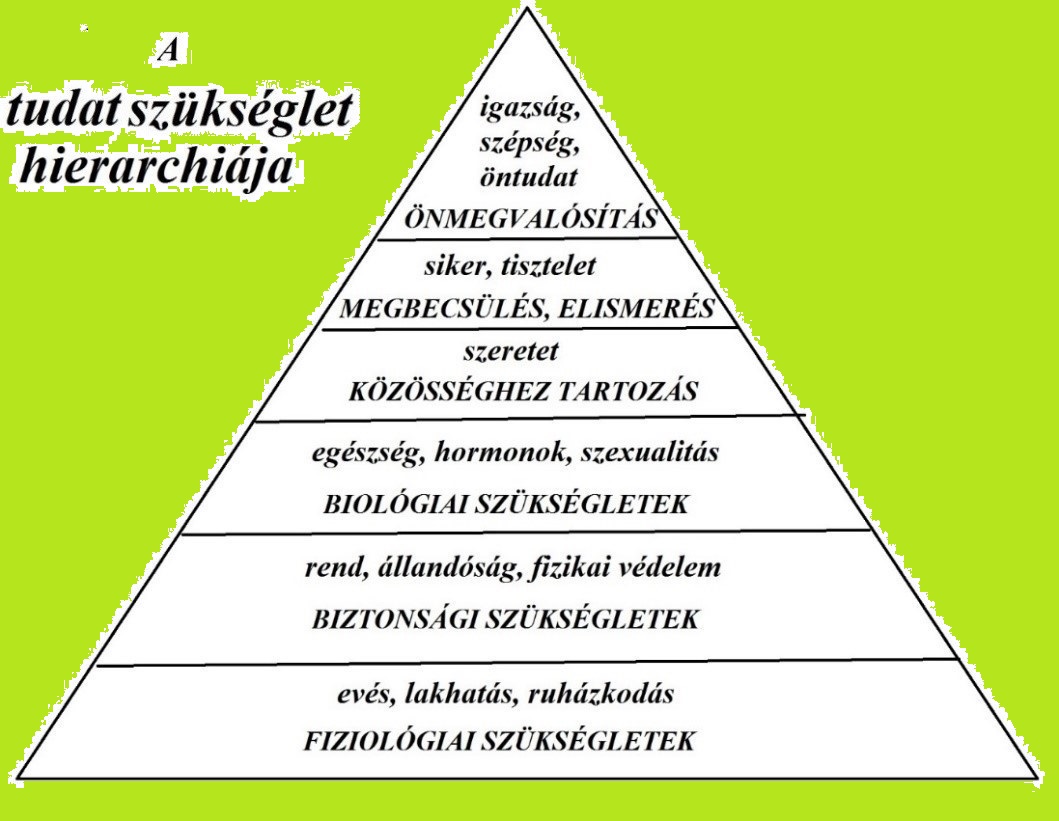 A
tudat szükséglet
hierarchiája
igazság,
szépség,
öntudat
ÖNMEGVALÓSÍTÁS
siker, tisztelet
MEGBECSÜLÉS, ELISMERÉS
szeretet
KÖZÖSSÉGHEZ TARTOZÁS
egészség, hormonok, szexualitás
BIOLÓGIAI SZÜKSÉGLETEK
rend, állandóság, fizikai védelem
BIZTONSÁGI SZÜKSÉGLETEK
evés, lakhatás, ruházkodás
FIZIOLÓGIAI SZÜKSÉGLETEK